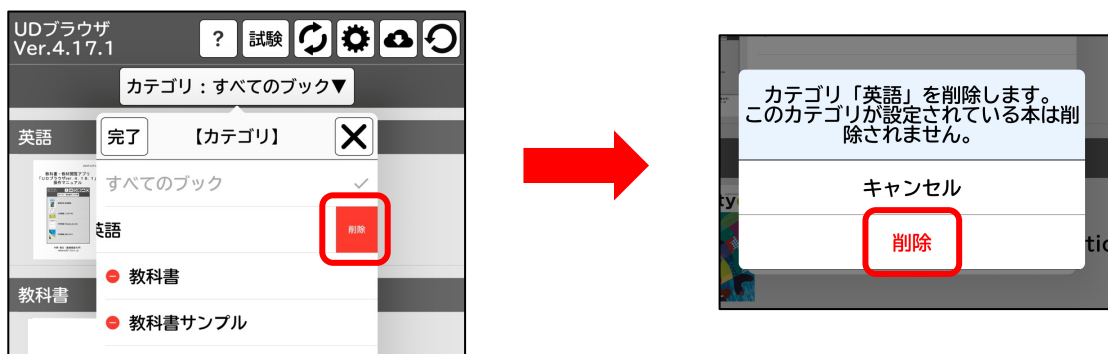 UDブラウザ
Ver.4.17.1
? 試験
カテゴリ：すべてのブック▼
英語
完了 【カテゴリ】
すべてのブック
英語 削除
教科書
教科書サンプル
教科書
カテゴリ「英語」を削除します。
このカテゴリが設定されている本は削
除されません。
キャンセル
削除
ty
tic